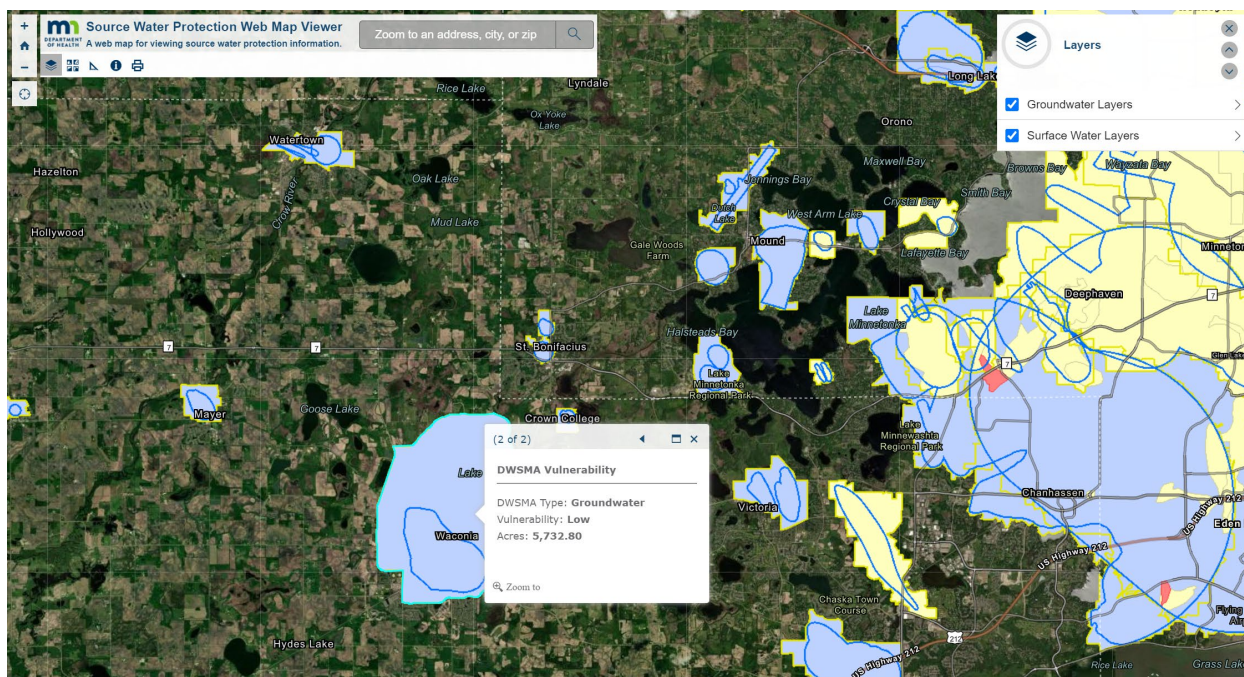 Source Water Protection Web Map Viewer
DEPARTMENT
OF HEALTH
A web map for viewing source water protection information.
Zoom to an address, city, or zip
Layers
Groundwater Layers
Surface Water Layers
Long Lake
Lyndale
Rice Lake
Ox Yoke
Lake
Orono
Watertown
Maxwell Bay
Browns Bay
Wayzata Bay
Hazelton
Oak Lake
Jennings Bay
Smith Bay
Crow River
Crystal Bay
Dutch
Lake
West Arm Lake
Mud Lake
Hollywood
Gale Woods
Farm
Mound
Lafayette Bay
Minneton
Deephaven
7
Lake
Minnetonka
Halsteads Bay
7
7
St. Bonifacius
Glen Lake
7
Lake
Minnetonka
Regional Park
Mayer
Goose Lake
Crown College
Lake
Minnewashta
Regional Park
(2 of 2)
DWSMA Vulnerability
Lake
DWSMA Type: Groundwater
Vulnerability: Low
Acres: 5,732.80
Zoom to
Waconia
Victoria
Chanhassen
US Highway 212
Eden
US Highway 212
Chaska Town
Course
Flying
Air
212
US Highway 212
Hydes Lake
Rice Lake
Grass Lak